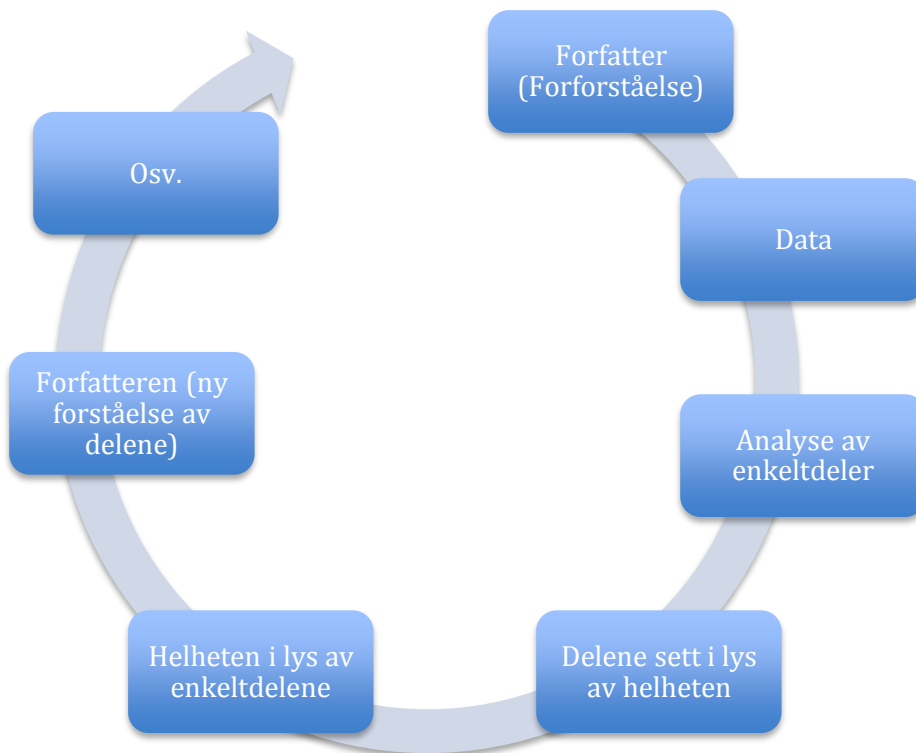 Forfatter
(Forforståelse)
Data
Analyse av
enkeltdeler
Delene sett i lys
av helheten
Helheten i lys av
enkeltdelene
Forfatteren (ny
forståelse av
delene)
Osv.